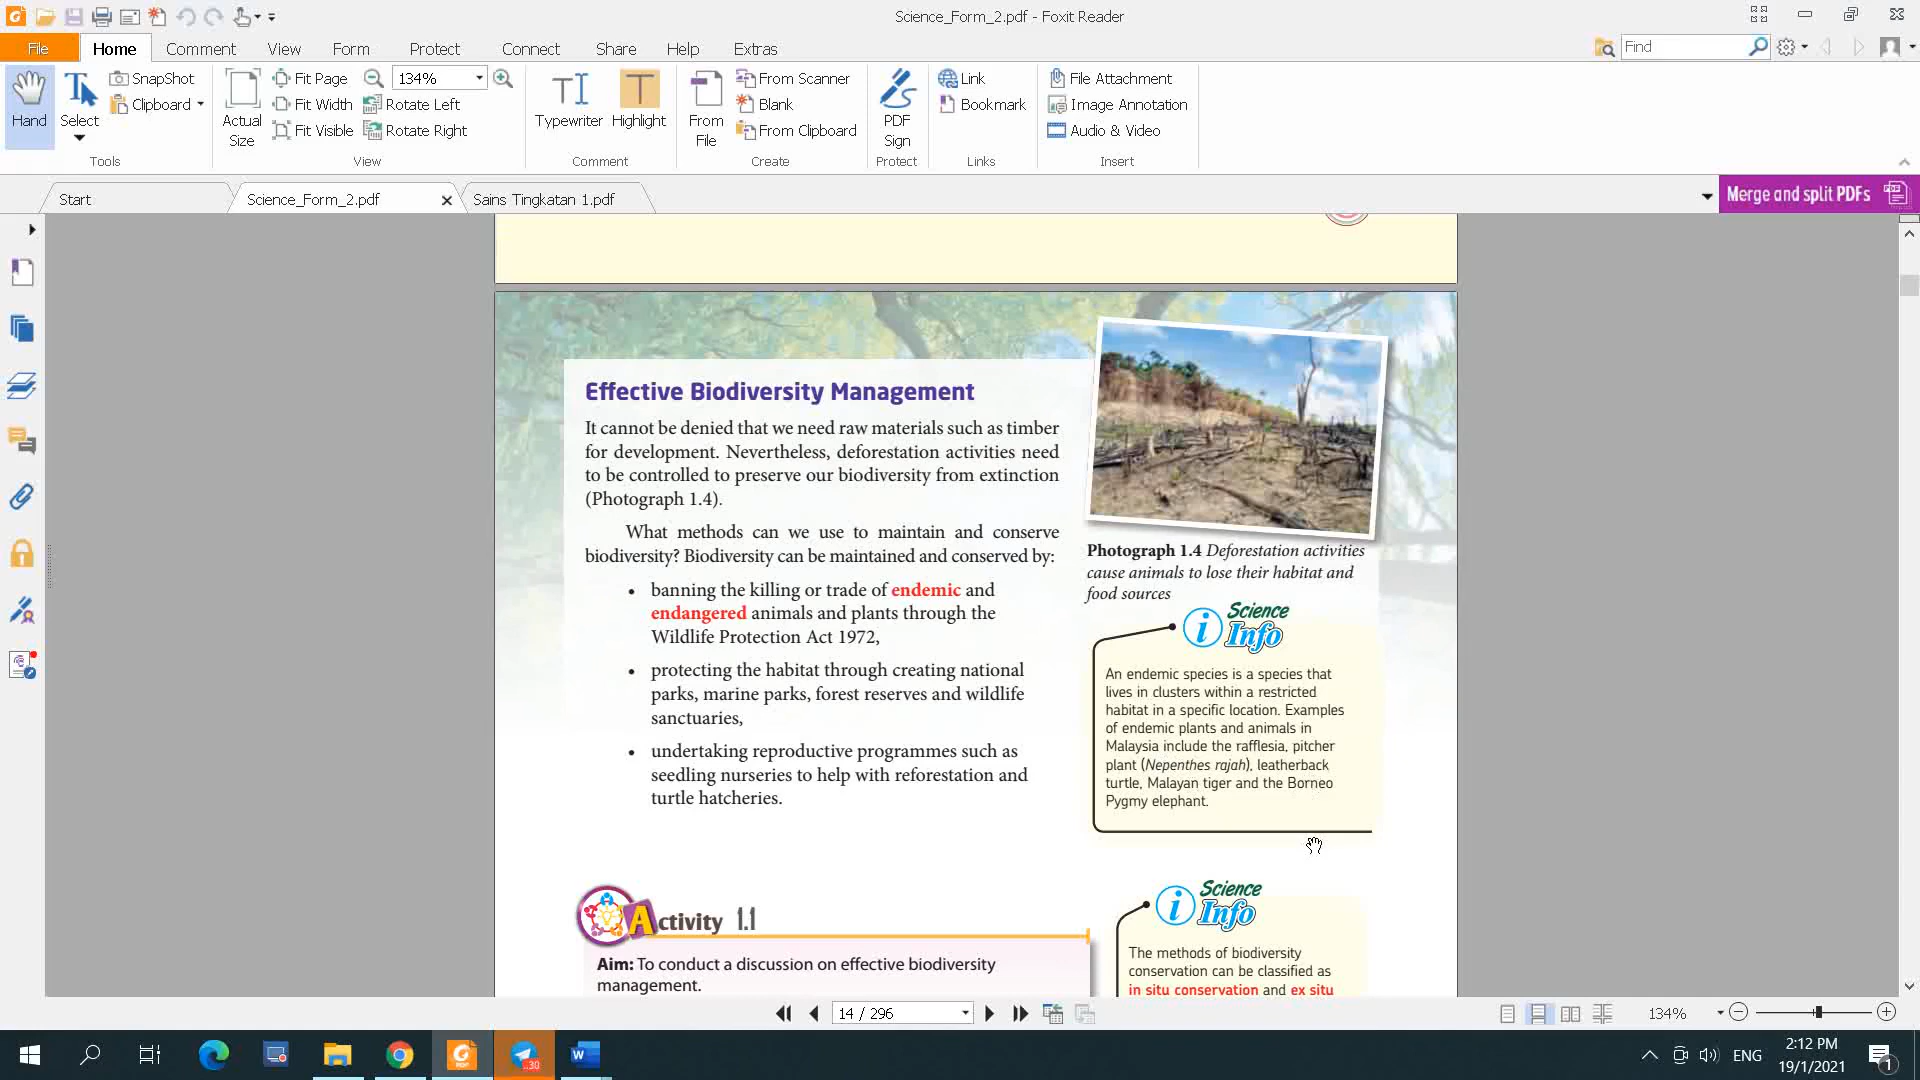 Science_Form_2.pdf - Foxit Reader
File Home Comment View Form Protect Connect Share Help Extras
Find
Hand
Select
SnapShot
Clipboard
Tools
Actual Size
Fit Page
Fit Width
Fit Visible
134%
Rotate Left
Rotate Right
View
Typewriter
Highlight
Comment
From File
From Scanner
Blank
From Clipboard
Create
PDF Sign
Protect
Link
Bookmark
Links
File Attachment
Image Annotation
Audio & Video
Insert
Start
Science_Form_2.pdf
Sains Tingkatan 1.pdf
Merge and split PDFs
Effective Biodiversity Management
It cannot be denied that we need raw materials such as timber
for development. Nevertheless, deforestation activities need
to be controlled to preserve our biodiversity from extinction
(Photograph 1.4).
What methods can we use to maintain and conserve
biodiversity? Biodiversity can be maintained and conserved by:
• banning the killing or trade of endemic and
endangered animals and plants through the
Wildlife Protection Act 1972,
• protecting the habitat through creating national
parks, marine parks, forest reserves and wildlife
sanctuaries,
• undertaking reproductive programmes such as
seedling nurseries to help with reforestation and
turtle hatcheries.
Photograph 1.4 Deforestation activities
cause animals to lose their habitat and
food sources
i Science
Info
An endemic species is a species that
lives in clusters within a restricted
habitat in a specific location. Examples
of endemic plants and animals in
Malaysia include the rafflesia, pitcher
plant (Nepenthes rajah), leatherback
turtle, Malayan tiger and the Borneo
Pygmy elephant.
Activity 1.1
Aim: To conduct a discussion on effective biodiversity
management.
i Science
Info
The methods of biodiversity
conservation can be classified as
in situ conservation and ex situ
14 / 296
134%
PDF
..30
W
ENG
2:12 PM
19/1/2021
1